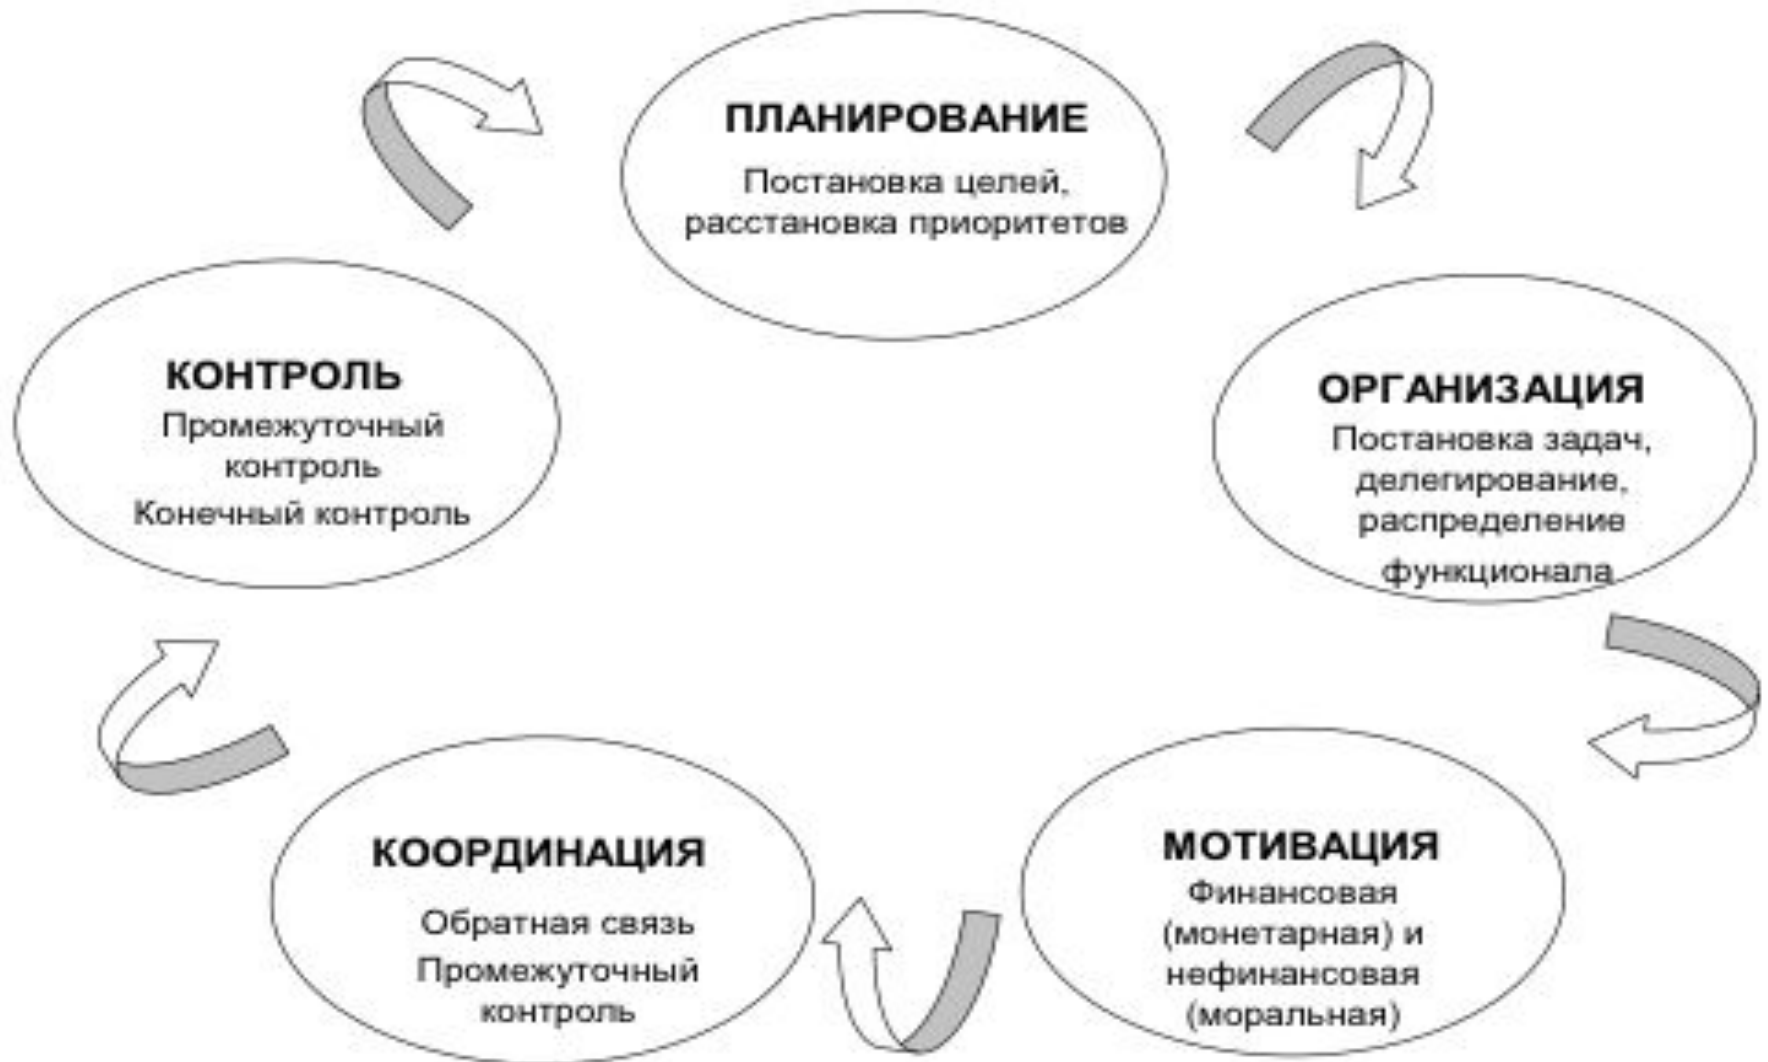 ПЛАНИРОВАНИЕ
Постановка целей,
расстановка приоритетов
ОРГАНИЗАЦИЯ
Постановка задач,
делегирование,
распределение
функционала
МОТИВАЦИЯ
Финансовая
(монетарная) и
нефинансовая
(моральная)
КООРДИНАЦИЯ
Обратная связь
Промежуточный
контроль
КОНТРОЛЬ
Промежуточный
контроль
Конечный контроль